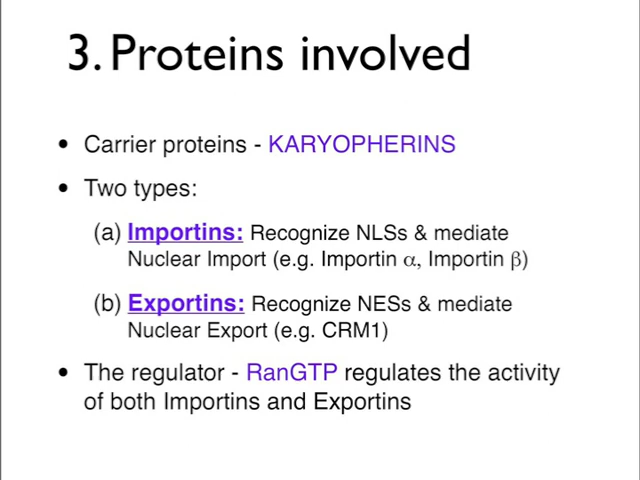 3. Proteins involved
• Carrier proteins - KARYOPHERINS
• Two types:
(a) Importins: Recognize NLSs & mediate
Nuclear Import (e.g. Importin α, Importin β)
(b) Exportins: Recognize NESs & mediate
Nuclear Export (e.g. CRM1)
• The regulator - RanGTP regulates the activity
of both Importins and Exportins